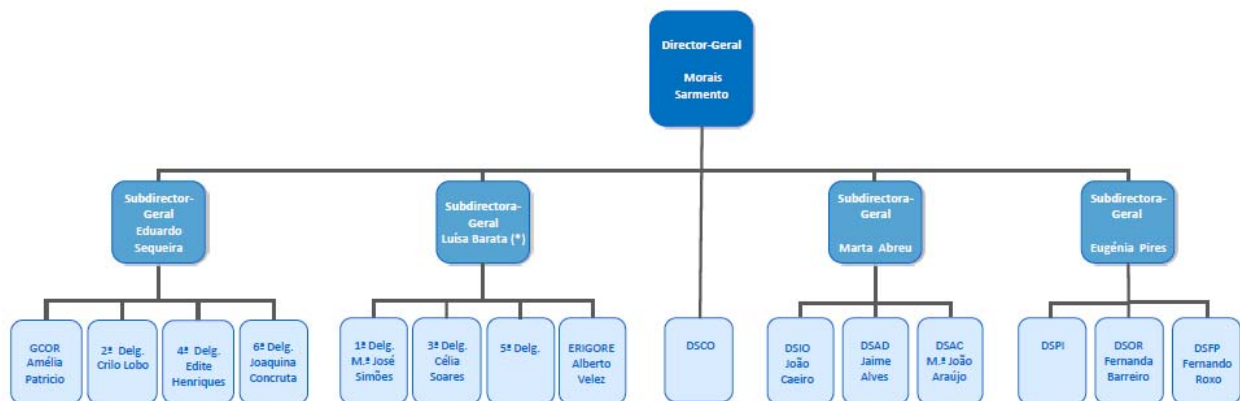 Director-Geral
Morais
Sarmento
Subdirector-
Geral
Eduardo
Sequeira
Subdirectora-
Geral
Luísa Barata (*)
Subdirectora-
Geral
Marta Abreu
Subdirectora-
Geral
Eugénia Pires
GCOR
Amélia
Patricio
2ª Delg.
Crilo Lobo
4ª Delg.
Edite
Henriques
6ª Delg.
Joaquina
Concruta
1ª Delg.
M.ª José
Simões
3ª Delg.
Célia
Soares
5ª Delg.
ERIGORE
Alberto
Velez
DSCO
DSIO
João
Caeiro
DSAD
Jaime
Alves
DSAC
M.ª João
Araújo
DSPI
DSOR
Fernanda
Barreiro
DSFP
Fernando
Roxo